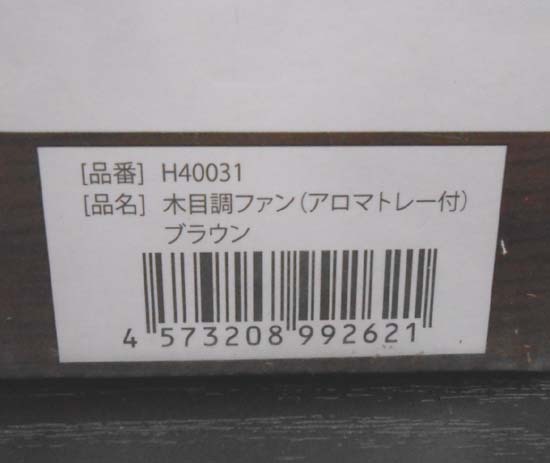 [品番] H40031
[品名] 木目調ファン(アロマトレー付)
ブラウン
4 573208 992621